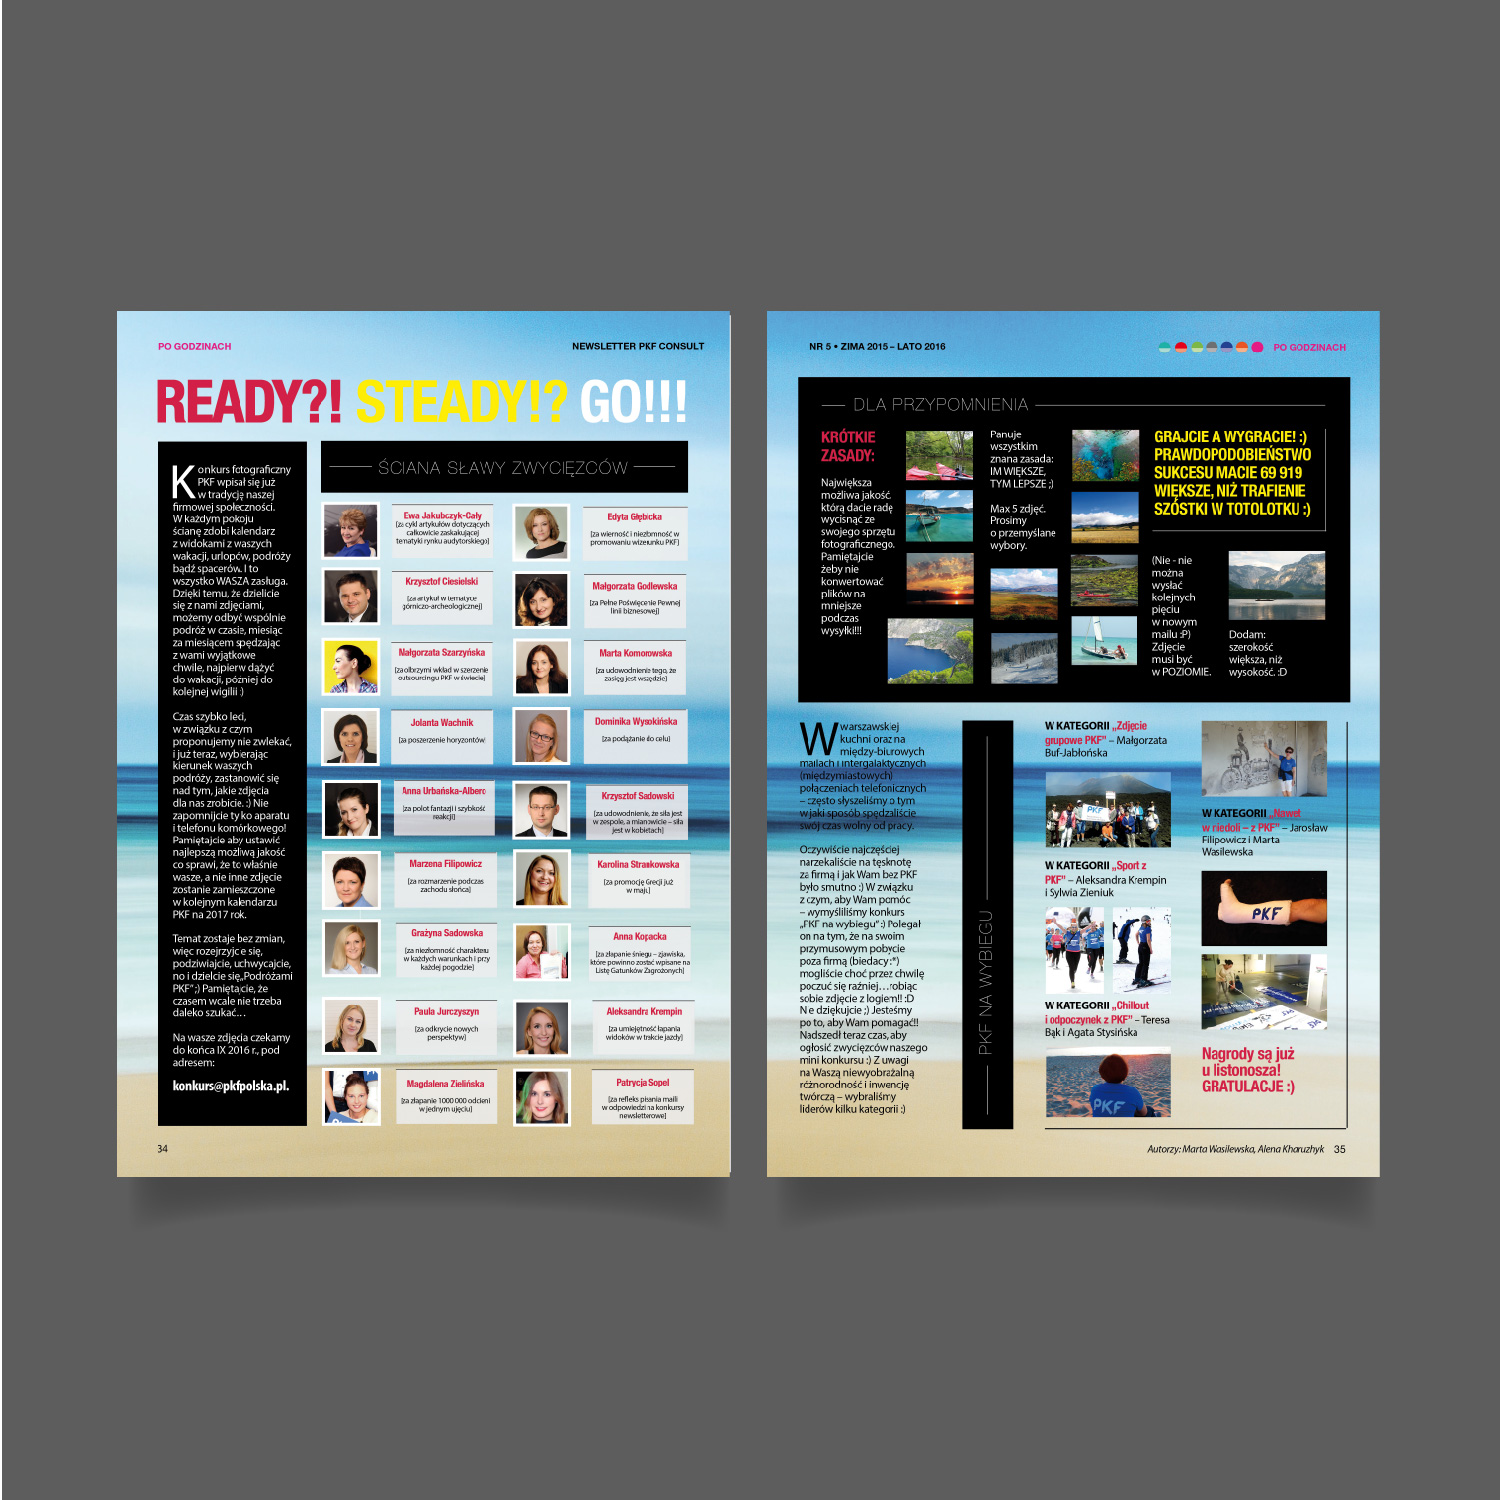 PO GODZINACH
NEWSLETTER PKF CONSULT
READY?! STEADY!? GO!!!
Konkurs fotograficzny
PKF wpisał się już
w tradycję naszej
firmowej społeczności.
W każdym pokoju
ścianę zdobi kalendarz
z widokami z waszych
wakacji, urlopów, podróży
bądź spacerów. I to
wszystko WASZA zasługa.
Dzięki temu, że dzielicie
się z nami zdjęciami,
możemy odbyć wspólnie
podróż w czasie, miesiąc
za miesiącem spędzając
z wami wyjątkowe
chwile, najpierw dążyć
do wakacji, później do
kolejnej wigilii :)
Czas szybko leci,
w związku z czym
proponujemy nie zwlekać,
i już teraz, wybierając
kierunek waszych
podróży, zastanowić się
nad tym, jakie zdjęcia
dla nas zrobicie. :) Nie
zapomnijcie tylko aparatu
i telefonu komórkowego!
Pamiętajcie aby ustawić
najlepszą możliwą jakość
co sprawi, że to właśnie
wasze, a nie inne zdjęcie
zostanie zamieszczone
w kolejnym kalendarzu
PKF na 2017 rok.
Temat zostaje bez zmian,
więc rozejrzyjcie się,
podziwiajcie, uchwycajcie,
no i dzielcie się „Podróżami
PKF” ;) Pamiętajcie, że
czasem wcale nie trzeba
daleko szukać…
Na wasze zdjęcia czekamy
do końca IX 2016 r., pod
adresem:
konkurs@pkfpolska.pl.
ŚCIANA SŁAWY ZWYCIĘZCÓW
Ewa Jakubczyk-Cały
[za cykl artykułów dotyczących
całkowicie zaskakującej
tematyki rynku audytorskiego]
Edyta Głębicka
[za wierność i niezłomność w
promowaniu wizerunku PKF]
Krzysztof Ciesielski
[za artykuł w tematyce
górniczo-archeologicznej]
Małgorzata Godlewska
[za Pełne Poświęcenie Pewnej
linii biznesowej]
Małgorzata Szarzyńska
[za olbrzymi wkład w szerzenie
outsourcingu PKF w świecie]
Marta Komorowska
[za udowodnienie tego, że
zasięg jest wszędzie]
Jolanta Wachnik
[za poszerzenie horyzontów]
Dominika Wysokińska
[za podążanie do celu]
Anna Urbańska-Alberc
[za polot fantazji i szybkość
reakcji]
Krzysztof Sadowski
[za udowodnienie, że siła jest
w zespole, a mianowicie – siła
jest w kobietach]
Marzena Filipowicz
[za rozmarzenie podczas
zachodu słońca]
Karolina Strankowska
[za promocję Grecji już
w maju]
Grażyna Sadowska
[za niezłomność charakteru
w każdych warunkach i przy
każdej pogodzie]
Anna Kopacka
[za złapanie śniegu – zjawiska,
które powinno zostać wpisane na
Listę Gatunków Zagrożonych]
Paula Jurczyszyn
[za odkrycie nowych
perspektyw]
Aleksandra Krempin
[za umiejętność łapania
widoków w trakcie jazdy]
Magdalena Zielińska
[za złapanie 1000 000 odcieni
w jednym ujęciu]
Patrycja Sopel
[za refleks pisania maili
w odpowiedzi na konkursy
newsletterowe]
34
NR 5 • ZIMA 2015 – LATO 2016
PO GODZINACH
DLA PRZYPOMNIENIA
KRÓTKIE
ZASADY:
Największa
możliwa jakość,
którą dacie radę
wycisnąć ze
swojego sprzętu
fotograficznego.
Pamiętajcie
żeby nie
konwertować
plików na
mniejsze
podczas
wysyłki!!!
Panuje
wszystkim
znana zasada:
IM WIĘKSZE,
TYM LEPSZE ;)
Max 5 zdjęć.
Prosimy
o przemyślane
wybory.
GRAJCIE A WYGRACIE! :)
PRAWDOPODOBIEŃSTWO
SUKCESU MACIE 69 919
WIĘKSZE, NIŻ TRAFIENIE
SZÓSTKI W TOTOLOTKU :)
(Nie - nie
można
wysłać
kolejnych
pięciu
w nowym
mailu :P)
Zdjęcie
musi być
w POZIOMIE.
Dodam:
szerokość
większa, niż
wysokość. :D
W warszawskiej
kuchni oraz na
między-biurowych
mailach i intergalaktycznych
(międzymiastowych)
połączeniach telefonicznych
– często słyszeliśmy o tym
w jaki sposób spędzaliście
swój czas wolny od pracy.
Oczywiście najczęściej
narzekaliście na tęsknotę
za firmą i jak Wam bez PKF
było smutno :) W związku
z czym, aby Wam pomóc
– wymyśliliśmy konkurs
„PKF na wybiegu” :) Polegał
on na tym, że na swoim
przymusowym pobycie
poza firmą (biedacy :*)
mogliście choć przez chwilę
poczuć się raźniej…robiąc
sobie zdjęcie z logiem!! :D
Nie dziękujcie ;) Jesteśmy
po to, aby Wam pomagać!!
Nadszedł teraz czas, aby
ogłosić zwycięzców naszego
mini konkursu :) Z uwagi
na Waszą niewyobrażalną
różnorodność i inwencję
twórczą – wybraliśmy
liderów kilku kategorii :)
PKF NA WYBIEGU
W KATEGORII „Zdjęcie
grupowe PKF” – Małgorzata
Buf-Jabłońska
PKF
W KATEGORII „Sport z
PKF” – Aleksandra Krempin
i Sylwia Zieniuk
W KATEGORII „Chillout
i odpoczynek z PKF” – Teresa
Bąk i Agata Stysińska
PKF
W KATEGORII „Nawet
w niedoli – z PKF” – Jarosław
Filipowicz i Marta
Wasilewska
PKF
Nagrody są już
u listonosza!
GRATULACJE :)
Autorzy: Marta Wasilewska, Alena Kharuzhyk 35